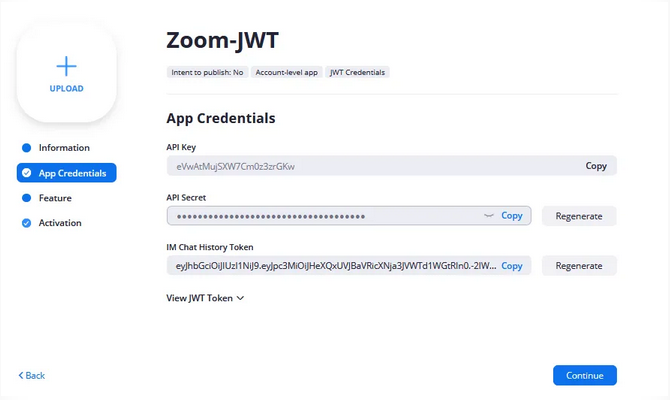 Zoom-JWT
Intent to publish: No Account-level app JWT Credentials
UPLOAD
Information
App Credentials
Feature
Activation
App Credentials
API Key
eVwAtMujSXW7Cm0z3zrGKw Copy
API Secret
•••••••••••••••••••••••••••••••••••• Copy Regenerate
IM Chat History Token
eyJhbGciOiJIUzI1NiJ9.eyJpc3MiOiJHeXQxUVJBaVRicXNja3JVWTd1WGtRIn0.-2IW... Copy Regenerate
View JWT Token
Back
Continue